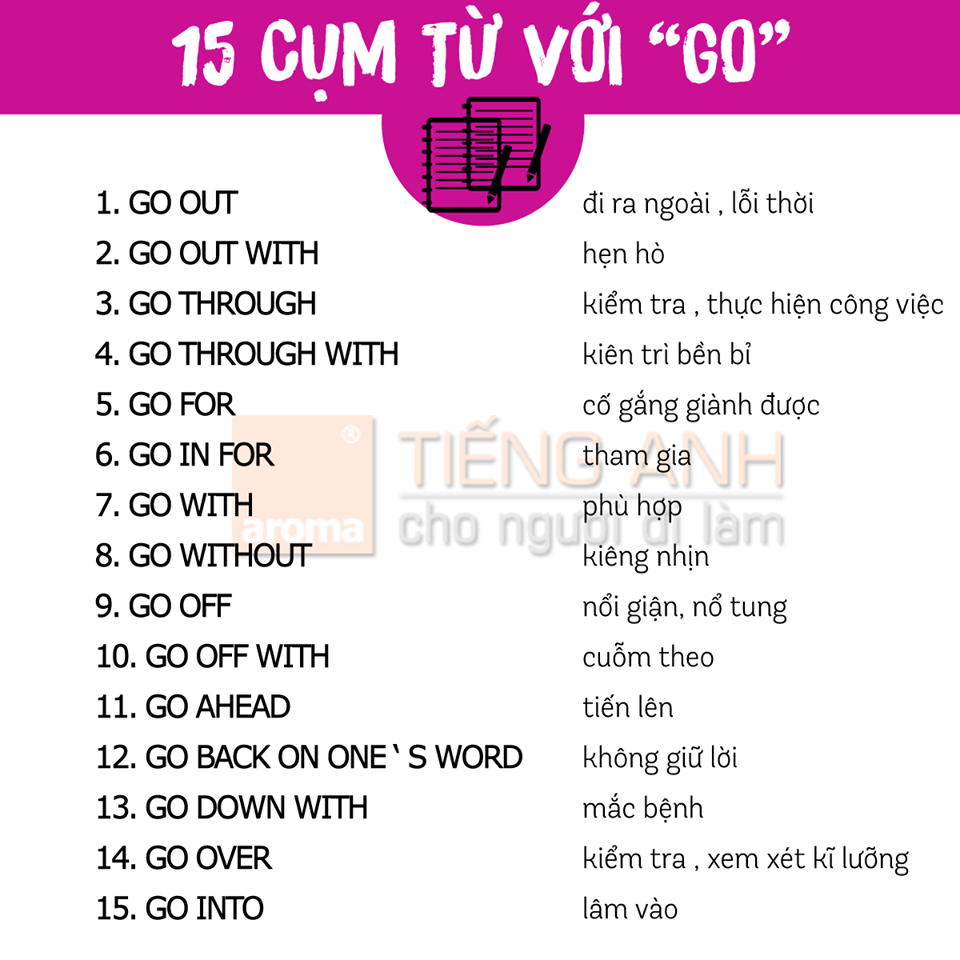 15 CỤM TỪ VỚI “GO”
1. GO OUT đi ra ngoài , lỗi thời
2. GO OUT WITH hẹn hò
3. GO THROUGH kiểm tra , thực hiện công việc
4. GO THROUGH WITH kiên trì bền bỉ
5. GO FOR cố gắng giành được
6. GO IN FOR tham gia
7. GO WITH phù hợp
8. GO WITHOUT kiêng nhịn
9. GO OFF nổi giận, nổ tung
10. GO OFF WITH cuỗm theo
11. GO AHEAD tiến lên
12. GO BACK ON ONE`S WORD không giữ lời
13. GO DOWN WITH mắc bệnh
14. GO OVER kiểm tra , xem xét kĩ lưỡng
15. GO INTO lâm vào
aroma®
TIẾNG ANH
cho người đi làm